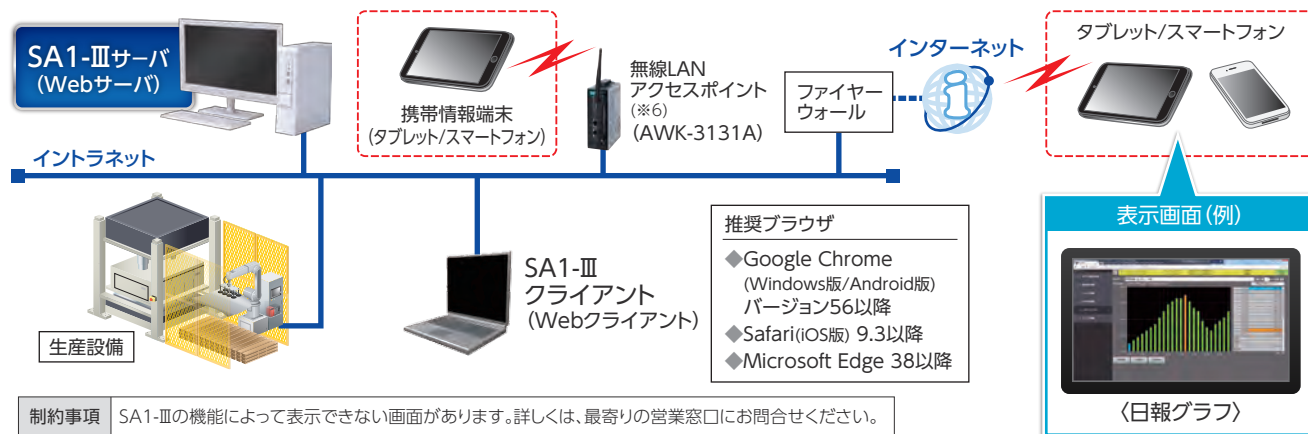 SA1-Ⅲサーバ
(Webサーバ)
携帯情報端末
(タブレット/スマートフォン)
無線LAN
アクセスポイント
(※6)
(AWK-3131A)
ファイヤー
ウォール
インターネット
タブレット/スマートフォン
イントラネット
生産設備
SA1-Ⅲ
クライアント
(Webクライアント)
推奨ブラウザ
◆Google Chrome
(Windows版/Android版)
バージョン56以降
◆Safari(iOS版) 9.3以降
◆Microsoft Edge 38以降
表示画面(例)
〈日報グラフ〉
制約事項 SA1-Ⅲの機能によって表示できない画面があります。詳しくは、最寄りの営業窓口にお問合せください。